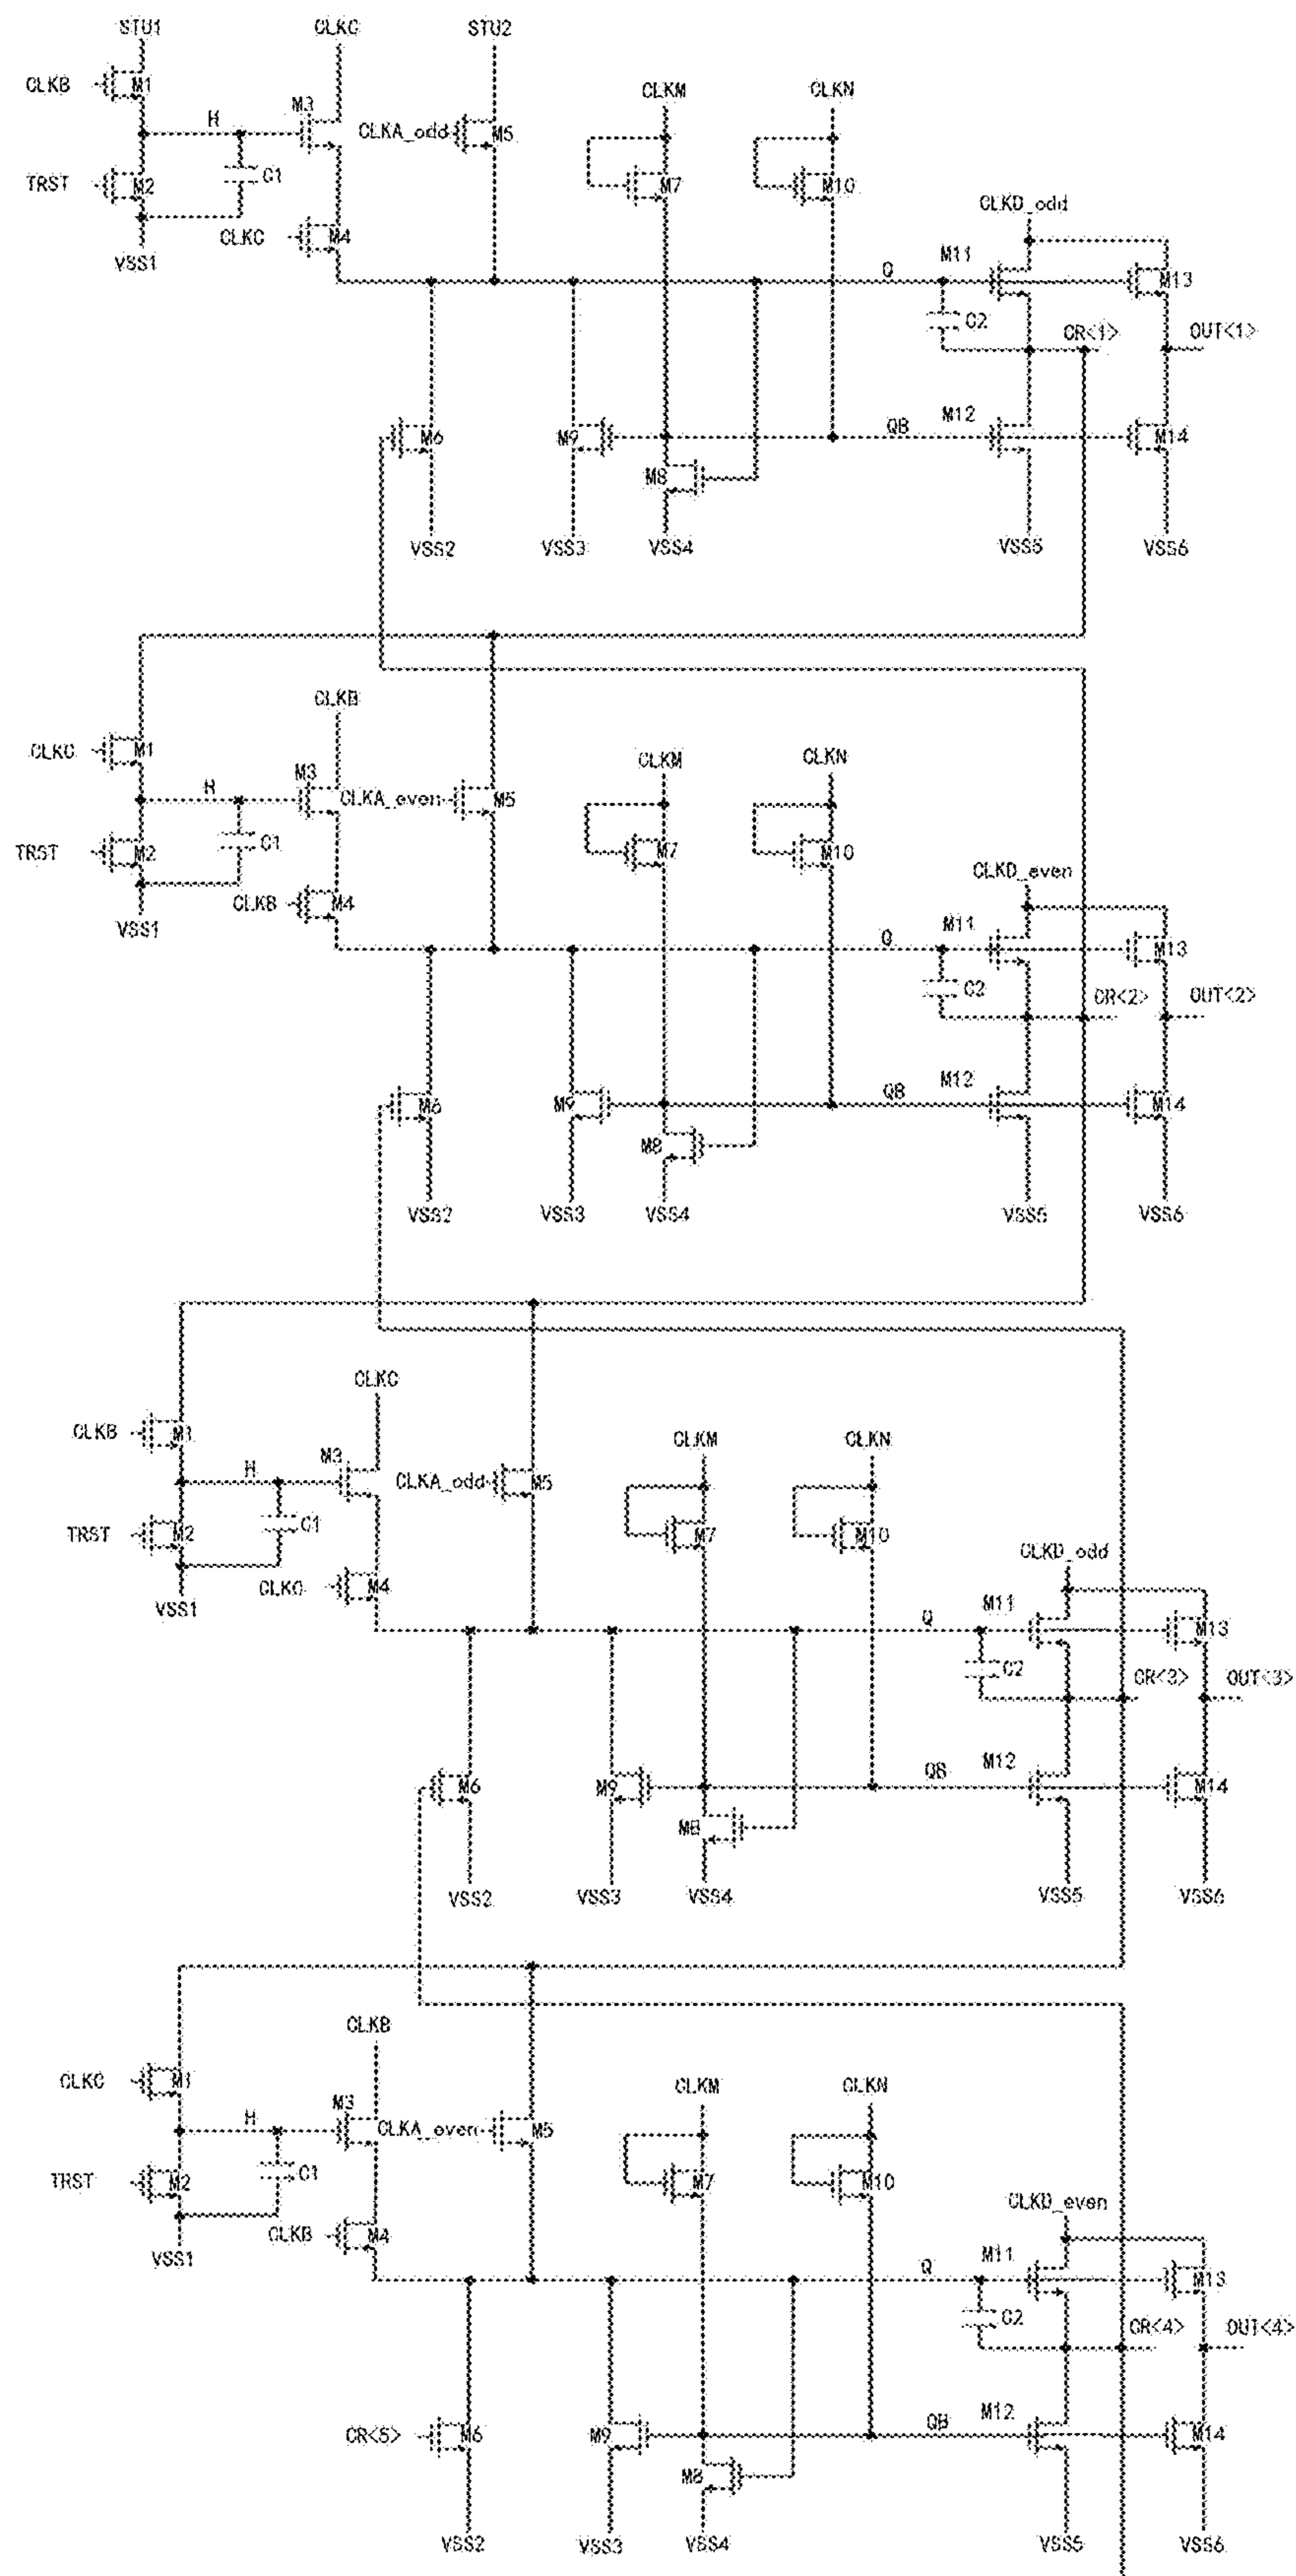 STU1 CLKC STU2
CLKB M1 CLKM CLKN
H M3 CLKA_odd M5
TRST M2 C1 M7 M10
CLKC M4 CLKD_odd
VSS1 M11 M13
Q C2 CR<1> OUT<1>
M6 M9 QB M12 M14
M8
VSS2 VSS3 VSS4 VSS5 VSS6
CLKB
CLKC M1 CLKM CLKN
H M3 CLKA_even M5
TRST M2 C1 M7 M10
CLKB M4 CLKD_even
VSS1 M11 M13
Q C2 CR<2> OUT<2>
M6 M9 QB M12 M14
M8
VSS2 VSS3 VSS4 VSS5 VSS6
CLKC
CLKB M1 CLKM CLKN
H M3 CLKA_odd M5
TRST M2 C1 M7 M10
CLKC M4 CLKD_odd
VSS1 M11 M13
Q C2 CR<3> OUT<3>
M6 M9 QB M12 M14
M8
VSS2 VSS3 VSS4 VSS5 VSS6
CLKB
CLKC M1 CLKM CLKN
H M3 CLKA_even M5
TRST M2 C1 M7 M10
CLKB M4 CLKD_even
VSS1 M11 M13
Q C2 CR<4> OUT<4>
CR<5> M6 M9 QB M12 M14
M8
VSS2 VSS3 VSS4 VSS5 VSS6